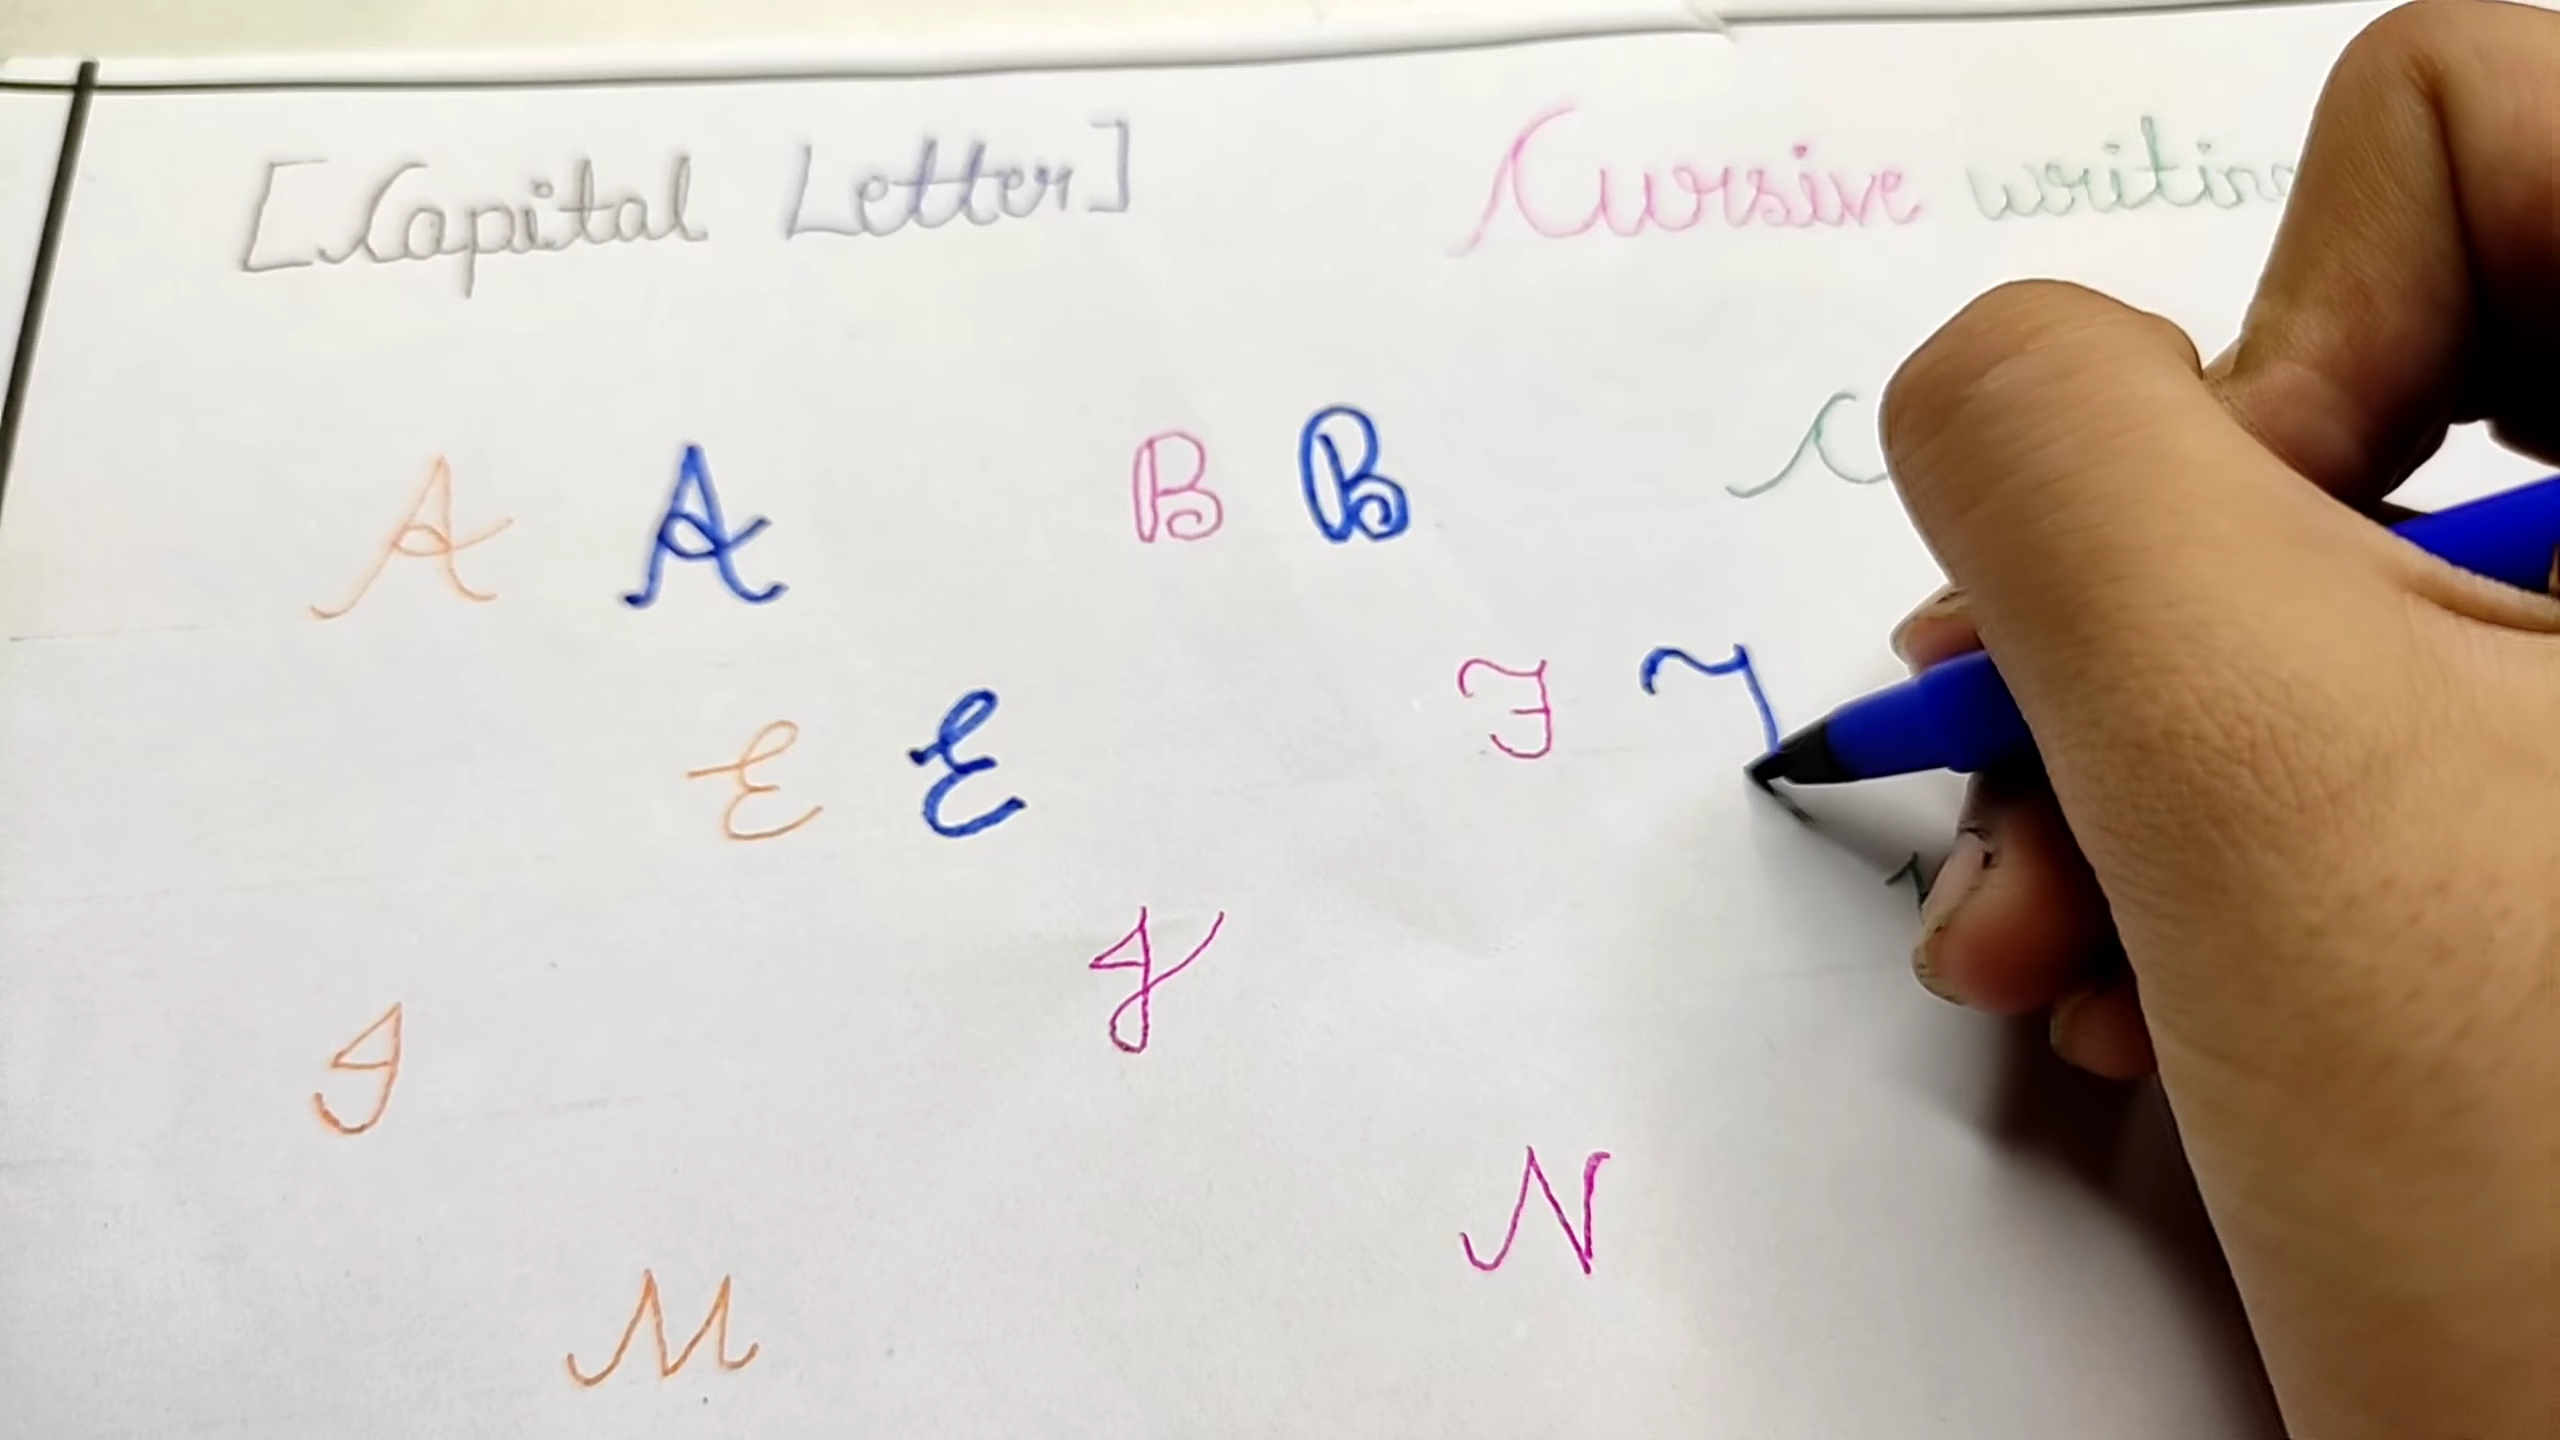 [Capital Letter] Cursive writing
A A B B C
E E F
I J
M N